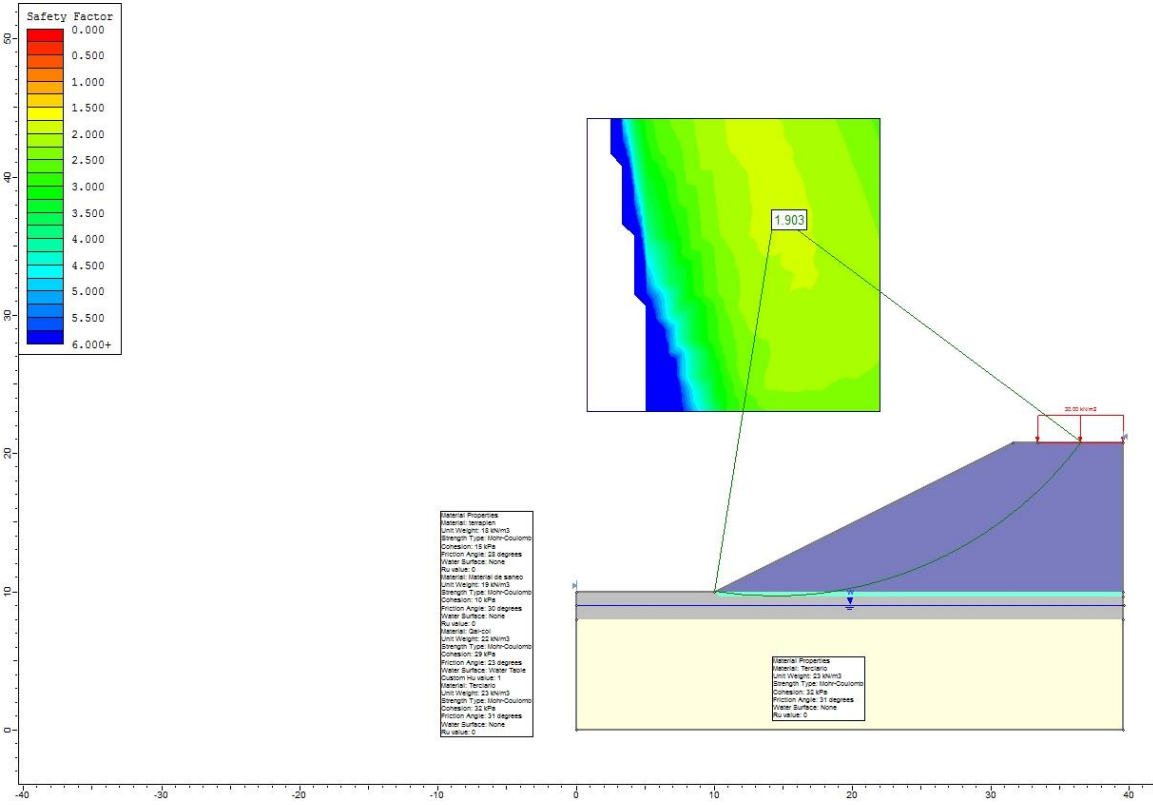 Safety Factor
0.000
0.500
1.000
1.500
2.000
2.500
3.000
3.500
4.000
4.500
5.000
5.500
6.000+
50
40
30
20
10
0
1.903
30.00 kN/m2
W
Material Properties
Material: terraplen
Unit Weight: 18 kN/m3
Strength Type: Mohr-Coulomb
Cohesion: 15 kPa
Friction Angle: 28 degrees
Water Surface: None
Ru value: 0
Material: Material de saneo
Unit Weight: 19 kN/m3
Strength Type: Mohr-Coulomb
Cohesion: 10 kPa
Friction Angle: 30 degrees
Water Surface: None
Ru value: 0
Material: Qal-col
Unit Weight: 22 kN/m3
Strength Type: Mohr-Coulomb
Cohesion: 29 kPa
Friction Angle: 23 degrees
Water Surface: Water Table
Custom Hu value: 1
Material: Terciario
Unit Weight: 23 kN/m3
Strength Type: Mohr-Coulomb
Cohesion: 32 kPa
Friction Angle: 31 degrees
Water Surface: None
Ru value: 0
Material Properties
Material: Terciario
Unit Weight: 23 kN/m3
Strength Type: Mohr-Coulomb
Cohesion: 32 kPa
Friction Angle: 31 degrees
Water Surface: None
Ru value: 0
-40 -30 -20 -10 0 10 20 30 40